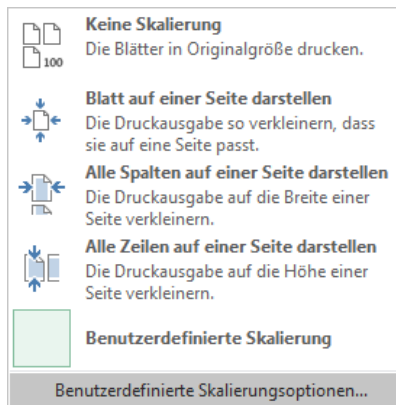 Keine Skalierung
Die Blätter in Originalgröße drucken.
100
Blatt auf einer Seite darstellen
Die Druckausgabe so verkleinern, dass
sie auf eine Seite passt.
Alle Spalten auf einer Seite darstellen
Die Druckausgabe auf die Breite einer
Seite verkleinern.
Alle Zeilen auf einer Seite darstellen
Die Druckausgabe auf die Höhe einer
Seite verkleinern.
Benutzerdefinierte Skalierung
Benutzerdefinierte Skalierungsoptionen...